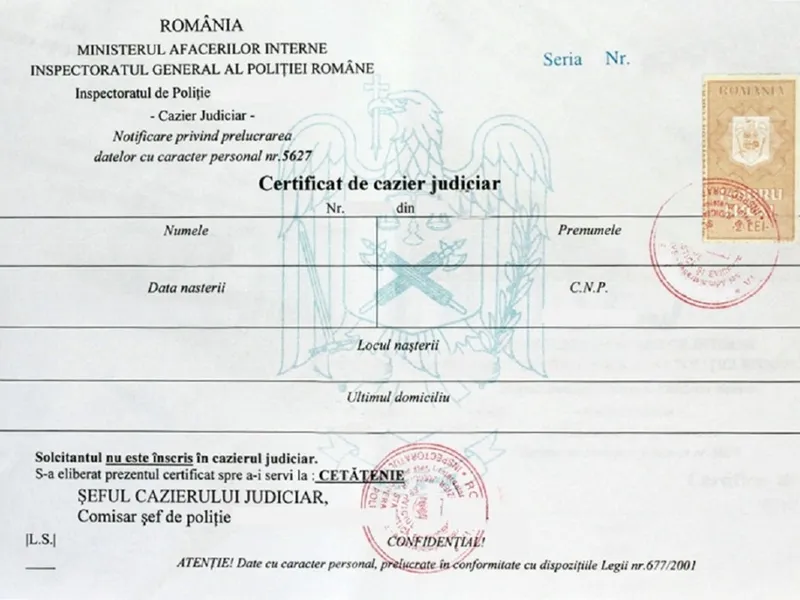 ROMÂNIA
MINISTERUL AFACERILOR INTERNE
INSPECTORATUL GENERAL AL POLIȚIEI ROMÂNE
Inspectoratul de Poliție
- Cazier Judiciar -
Notificare privind prelucrarea
datelor cu caracter personal nr.5627
Seria Nr.
ROMÂNIA
2 LEI
Certificat de cazier judiciar
Nr. din
Numele Prenumele
Data nasterii C.N.P.
Locul nașterii
Ultimul domiciliu
Solcitantul nu este înscris în cazierul judiciar.
S-a eliberat prezentul certificat spre a-i servi la : CETĂȚENIE
ȘEFUL CAZIERULUI JUDICIAR,
Comisar șef de poliție
|L.S.|
CONFIDENȚIAL!
ATENȚIE! Date cu caracter personal, prelucrate în conformitate cu dispozițiile Legii nr.677/2001